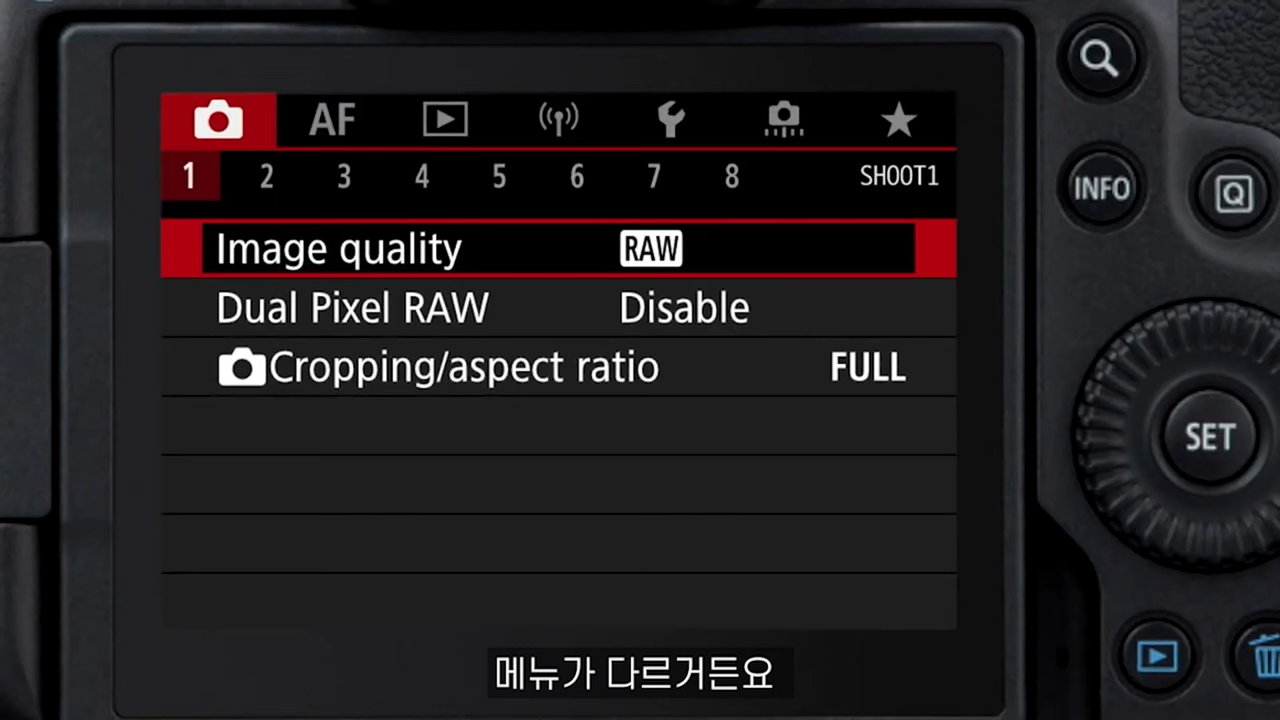 AF
1 2 3 4 5 6 7 8 SHOOT1
Image quality RAW
Dual Pixel RAW Disable
Cropping/aspect ratio FULL
INFO
Q
SET
메뉴가 다르거든요